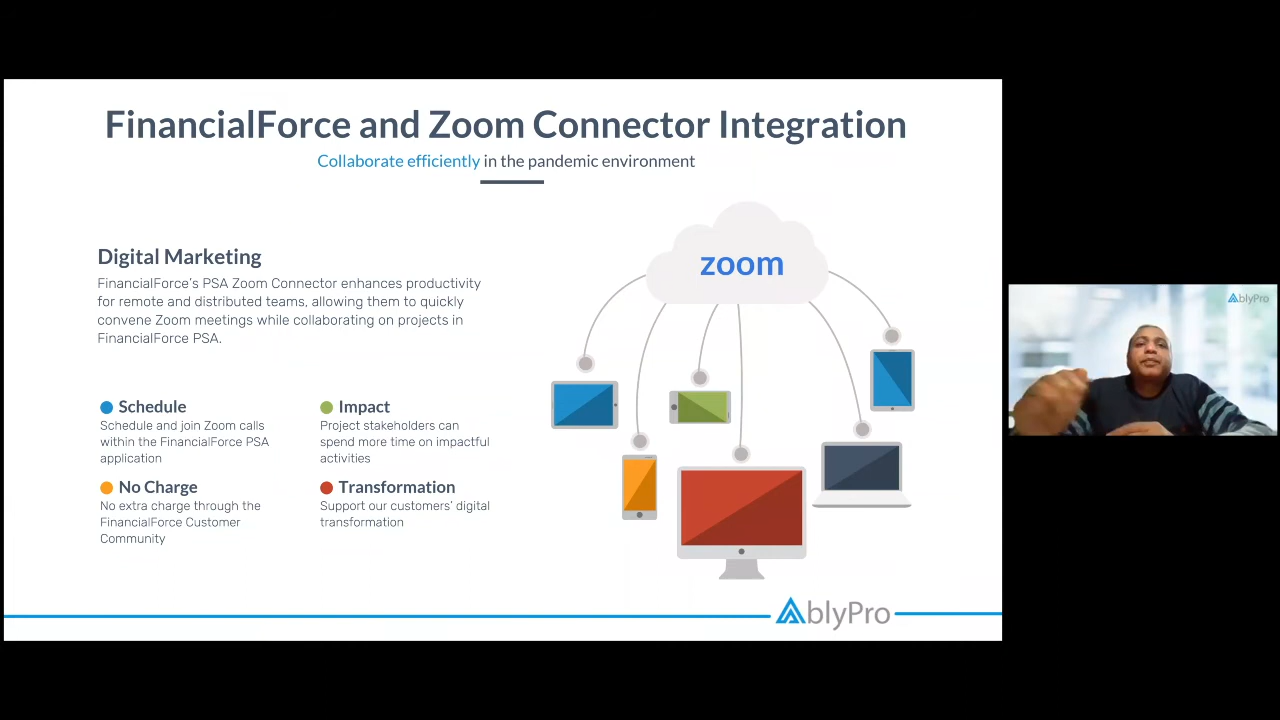 FinancialForce and Zoom Connector Integration
Collaborate efficiently in the pandemic environment
zoom
Digital Marketing
FinancialForce's PSA Zoom Connector enhances productivity
for remote and distributed teams, allowing them to quickly
convene Zoom meetings while collaborating on projects in
FinancialForce PSA.
Schedule
Schedule and join Zoom calls
within the FinancialForce PSA
application
Impact
Project stakeholders can
spend more time on impactful
activities
No Charge
No extra charge through the
FinancialForce Customer
Community
Transformation
Support our customers' digital
transformation
AblyPro
AblyPro